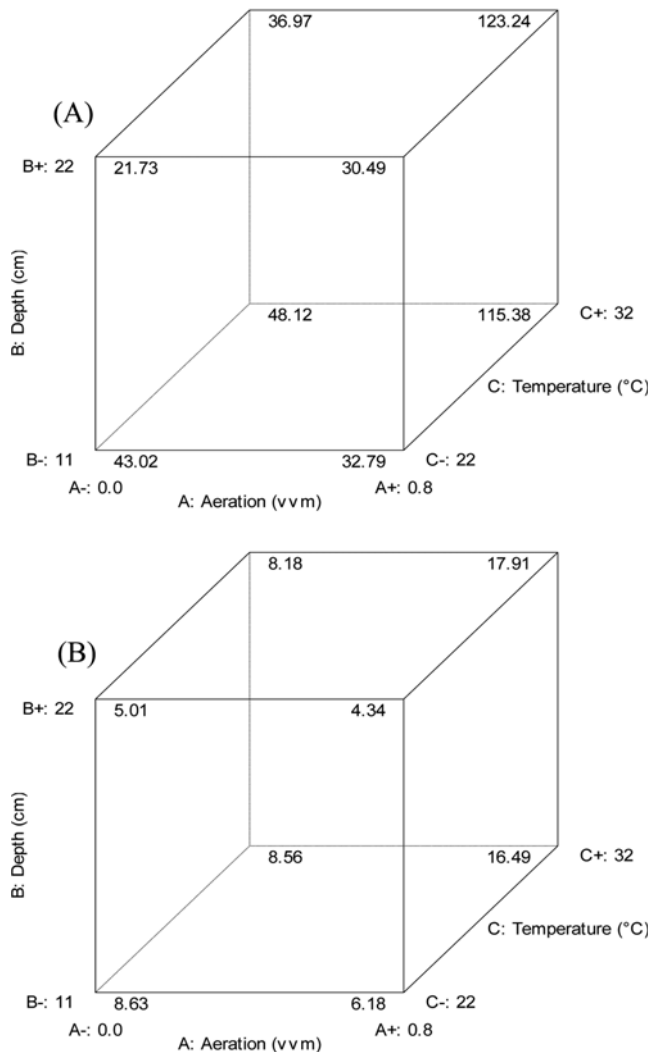 36.97 123.24
(A)
B+: 22 21.73 30.49
B: Depth (cm)
48.12 115.38 C+: 32
C: Temperature (°C)
B-: 11 43.02 32.79 C-: 22
A-: 0.0 A+: 0.8
A: Aeration (vvm)
8.18 17.91
(B)
B+: 22 5.01 4.34
B: Depth (cm)
8.56 16.49 C+: 32
C: Temperature (°C)
B-: 11 8.63 6.18 C-: 22
A-: 0.0 A+: 0.8
A: Aeration (vvm)